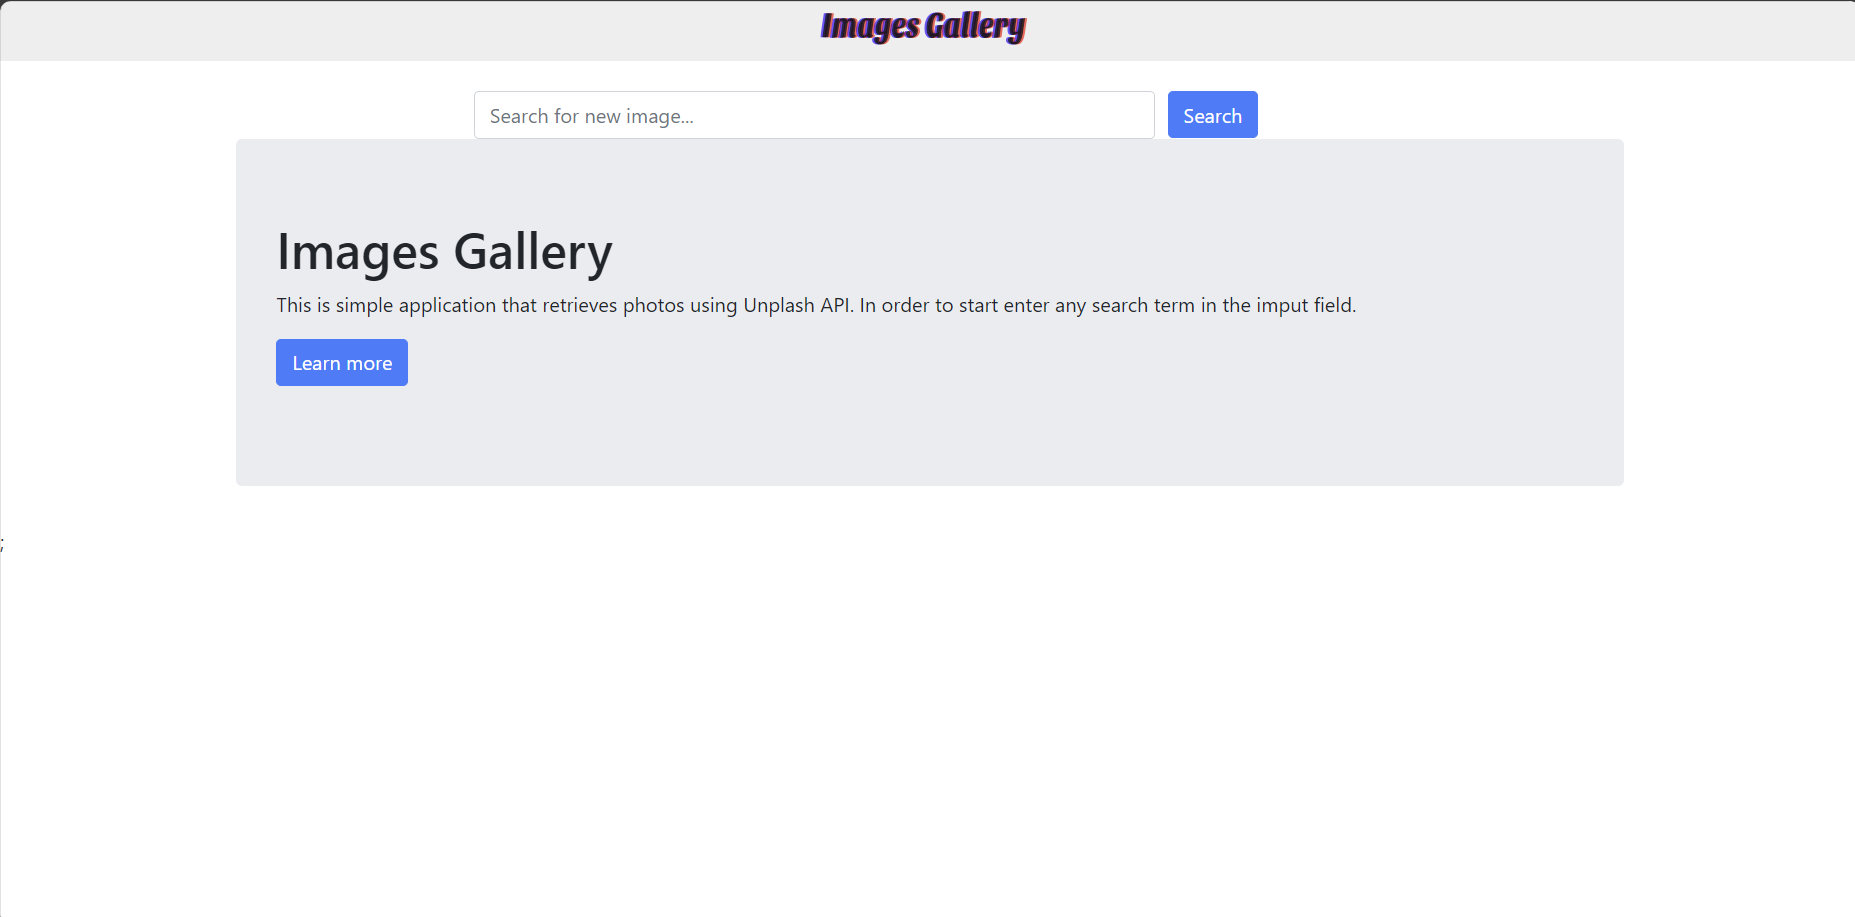 Images Gallery
Search for new image...
Search
Images Gallery
This is simple application that retrieves photos using Unplash API. In order to start enter any search term in the imput field.
Learn more
;